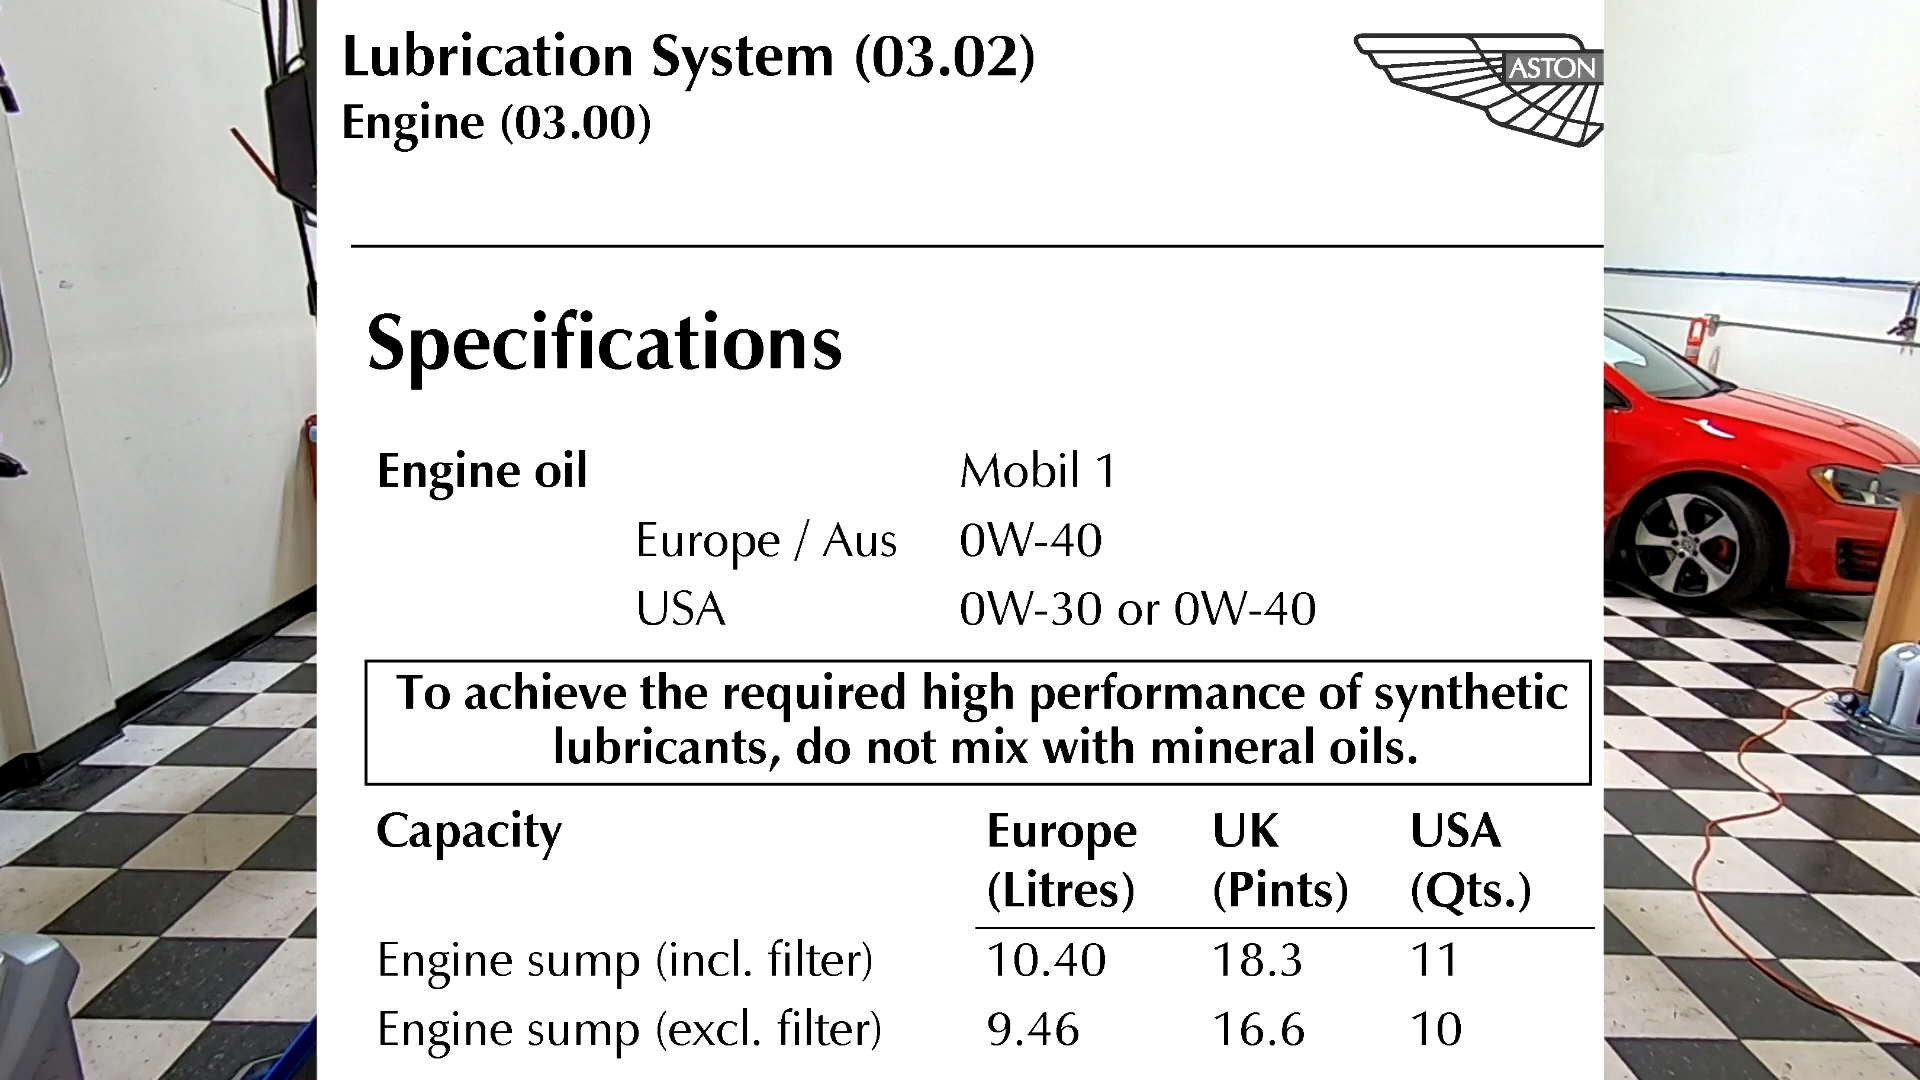 Lubrication System (03.02)
Engine (03.00)
ASTON
Specifications
Engine oil Mobil 1
Europe / Aus 0W-40
USA 0W-30 or 0W-40
To achieve the required high performance of synthetic
lubricants, do not mix with mineral oils.
Capacity Europe UK USA
(Litres) (Pints) (Qts.)
Engine sump (incl. filter) 10.40 18.3 11
Engine sump (excl. filter) 9.46 16.6 10